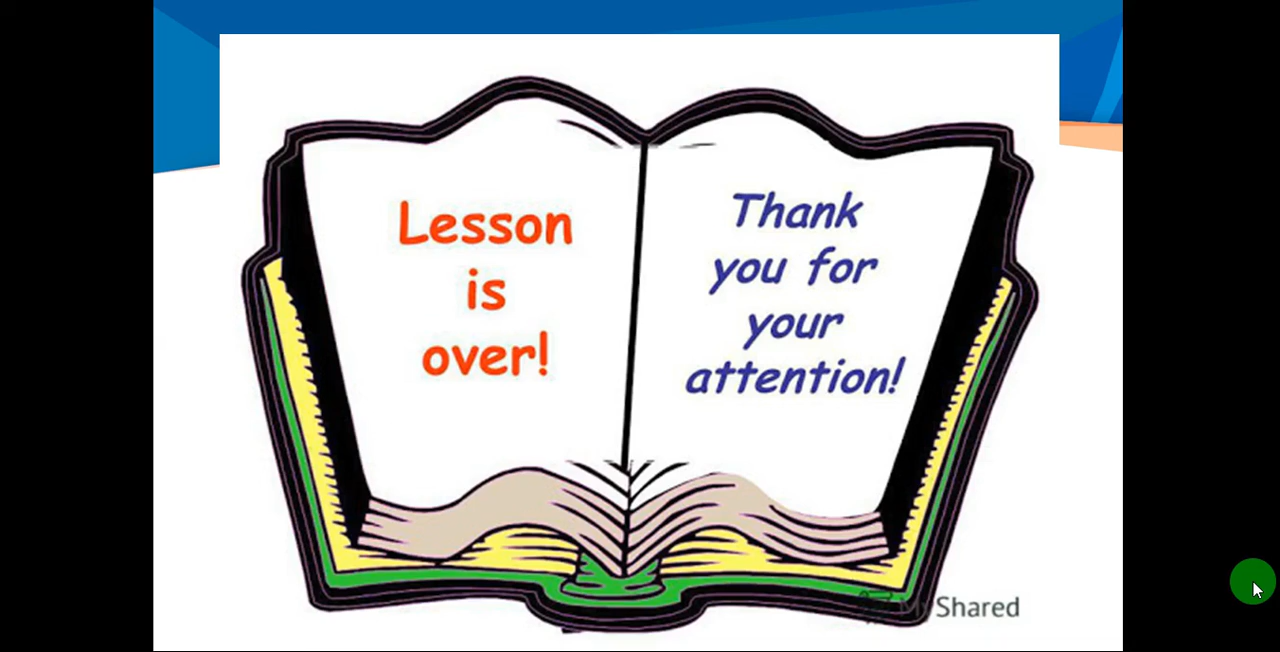 Lesson
is
over!
Thank
you for
your
attention!
MyShared